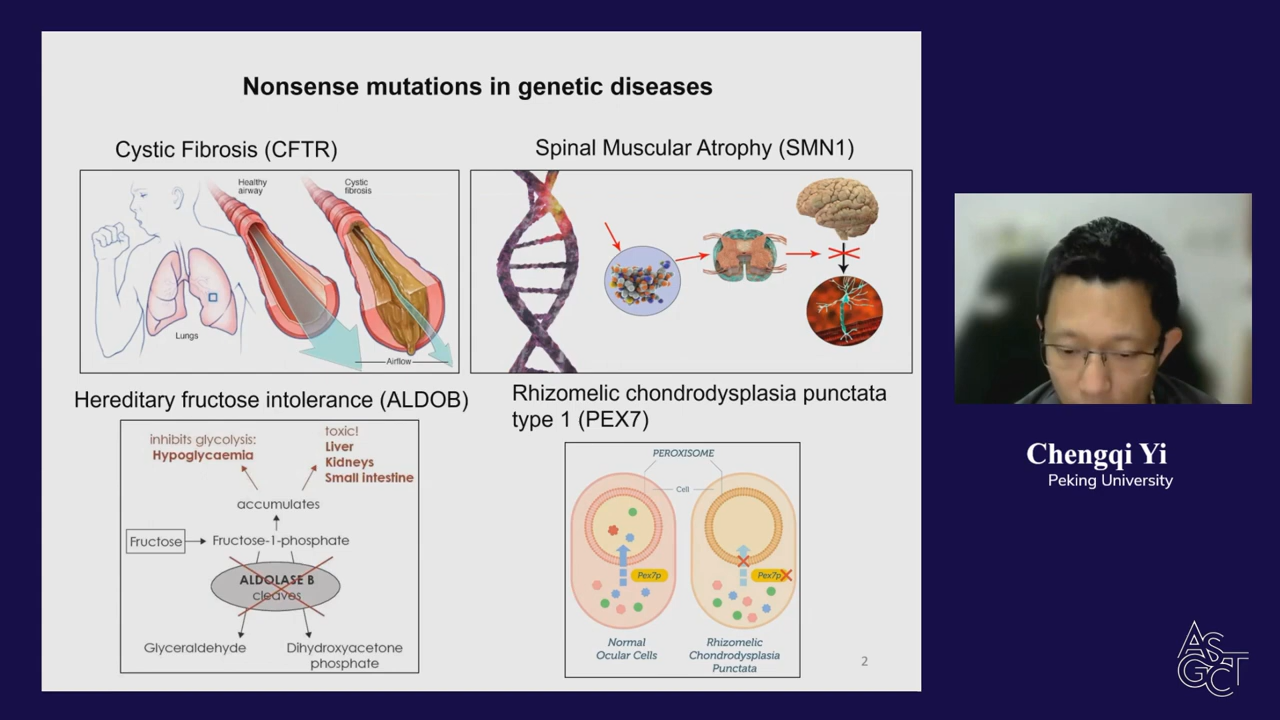 Nonsense mutations in genetic diseases
Cystic Fibrosis (CFTR)
Healthy
airway
Cystic
fibrosis
Lungs
Airflow
Spinal Muscular Atrophy (SMN1)
Hereditary fructose intolerance (ALDOB)
inhibits glycolysis:
Hypoglycaemia
toxic!
Liver
Kidneys
Small intestine
accumulates
Fructose
Fructose-1-phosphate
ALDOLASE B
cleaves
Glyceraldehyde
Dihydroxyacetone
phosphate
Rhizomelic chondrodysplasia punctata
type 1 (PEX7)
PEROXISOME
Cell
Pex7p
Pex7p
Normal
Ocular Cells
Rhizomelic
Chondrodysplasia
Punctata
2
Chengqi Yi
Peking University
ASGCT